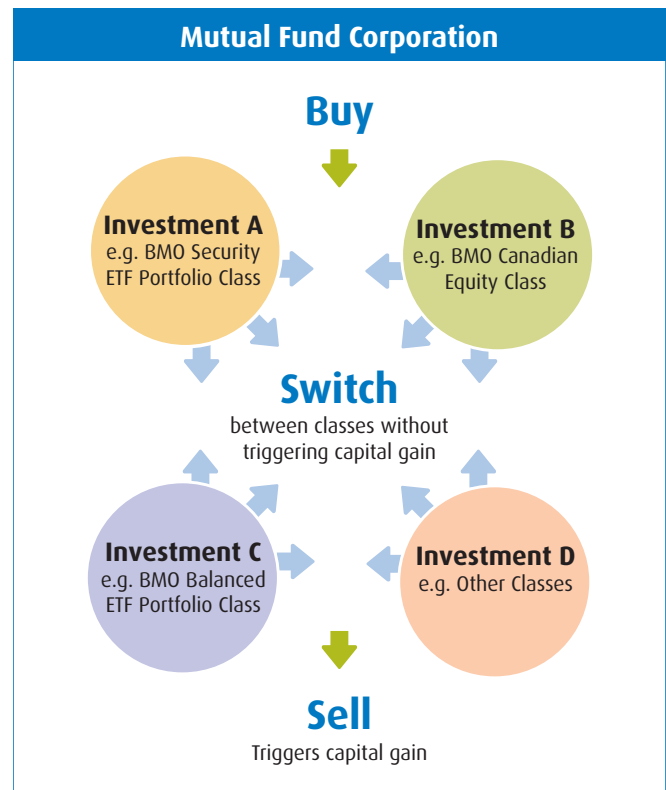 Mutual Fund Corporation
Buy
Investment A
e.g. BMO Security
ETF Portfolio Class
Investment B
e.g. BMO Canadian
Equity Class
Switch
between classes without
triggering capital gain
Investment C
e.g. BMO Balanced
ETF Portfolio Class
Investment D
e.g. Other Classes
Sell
Triggers capital gain